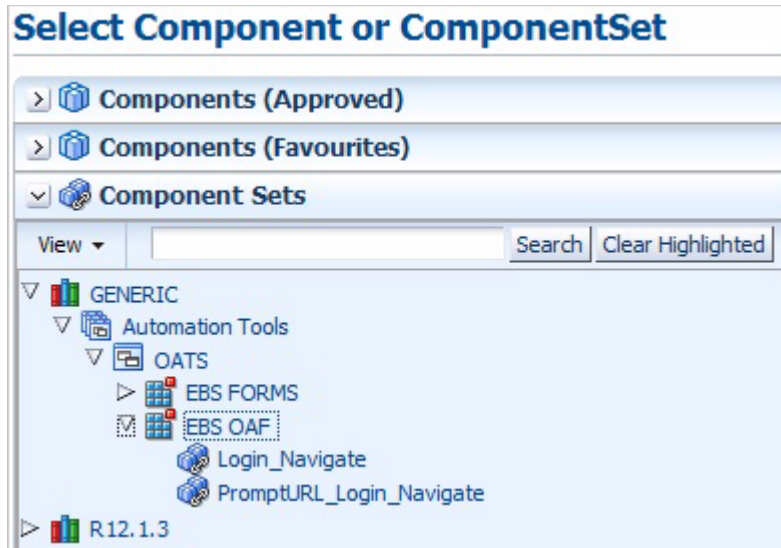 Select Component or ComponentSet
Components (Approved)
Components (Favourites)
Component Sets
View Search Clear Highlighted
GENERIC
Automation Tools
OATS
EBS FORMS
EBS OAF
Login_Navigate
PromptURL_Login_Navigate
R12.1.3